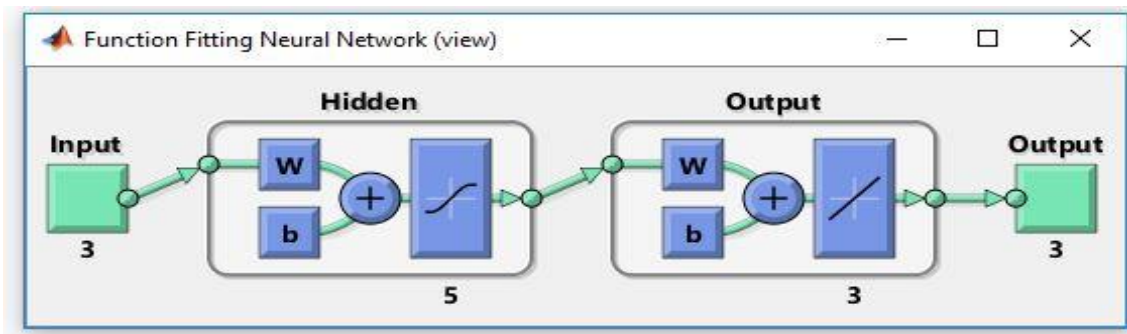 Function Fitting Neural Network (view)
Hidden
Output
Input
Output
W
W
+
+
b
b
3
3
5
3